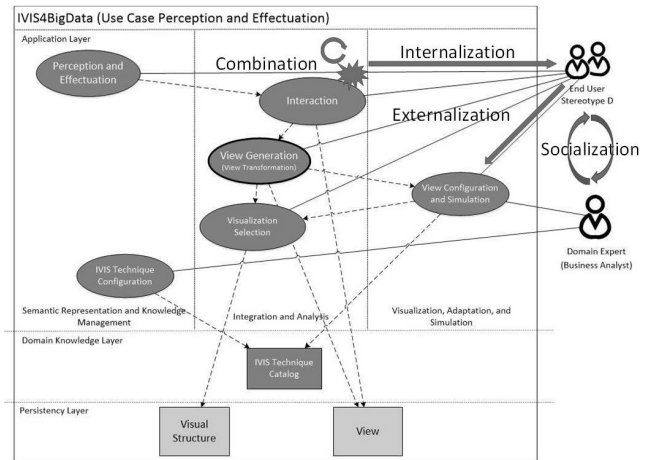 IVIS4BigData (Use Case Perception and Effectuation)
Application Layer
Combination
Internalization
Perception and
Effectuation
Interaction
End User
Stereotype D
Externalization
Socialization
View Generation
(View Transformation)
View Configuration
and Simulation
Visualization
Selection
Domain Expert
(Business Analyst)
IVIS Technique
Configuration
Semantic Representation and Knowledge
Management
Integration and Analysis
Visualization, Adaptation, and
Simulation
Domain Knowledge Layer
IVIS Technique
Catalog
Persistency Layer
Visual
Structure
View